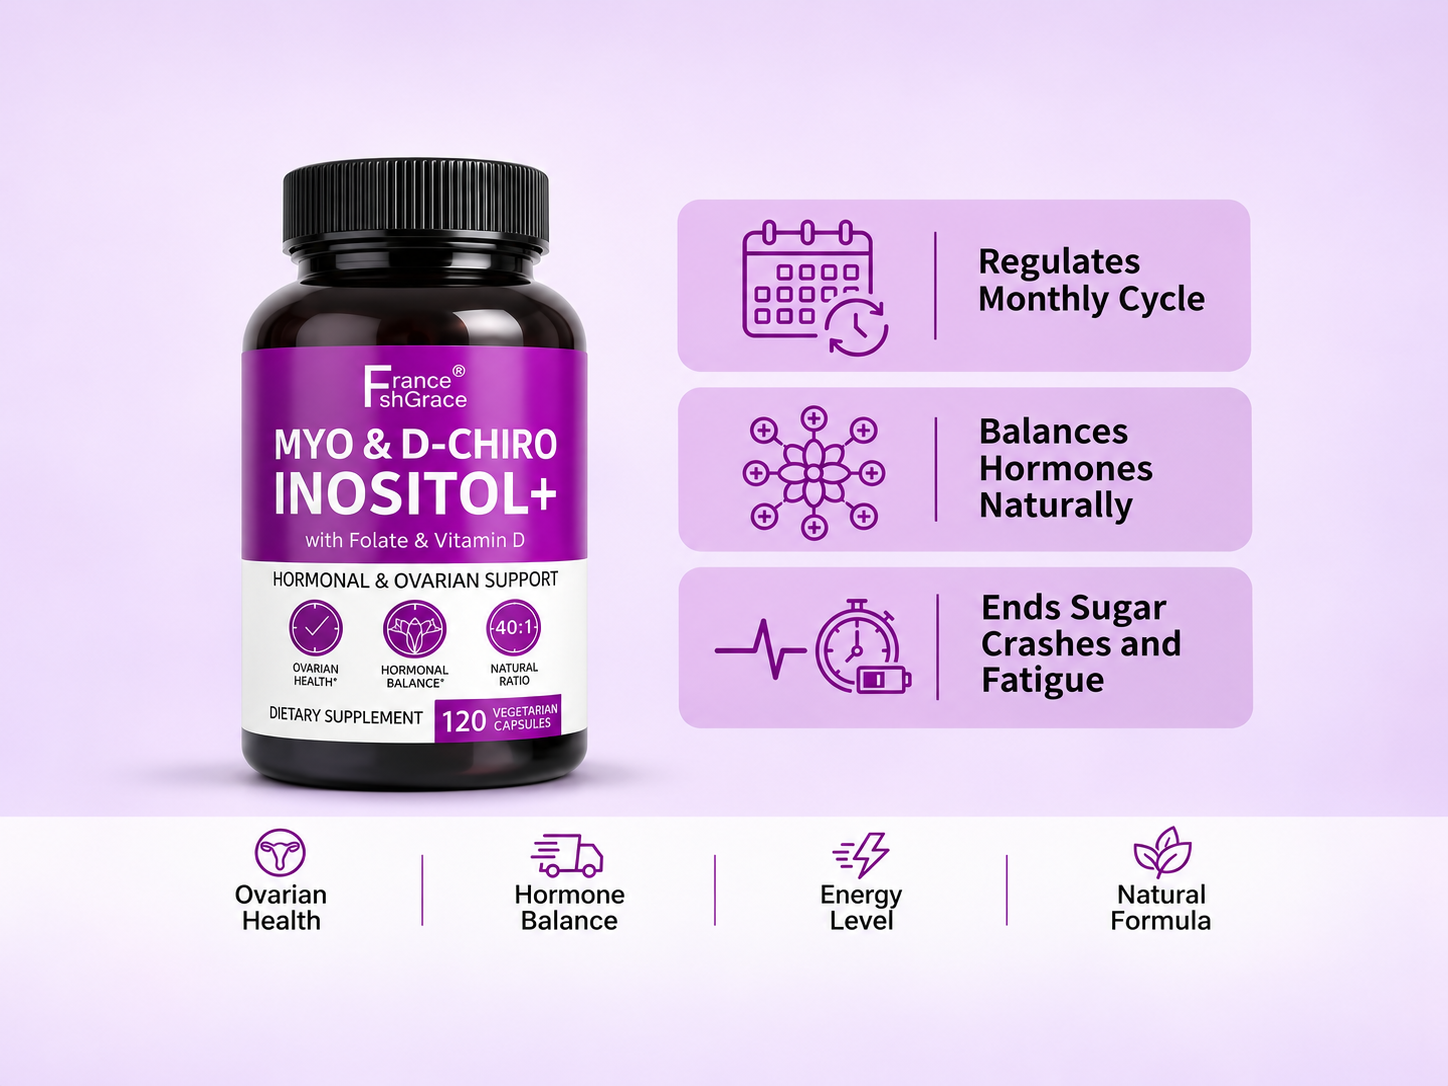 France®
shGrace
MYO & D-CHIRO
INOSITOL+
with Folate & Vitamin D
HORMONAL & OVARIAN SUPPORT
40:1
OVARIAN
HEALTH*
HORMONAL
BALANCE*
NATURAL
RATIO
DIETARY SUPPLEMENT
120 VEGETARIAN
CAPSULES
Regulates
Monthly Cycle
Balances
Hormones
Naturally
Ends Sugar
Crashes and
Fatigue
Ovarian
Health
Hormone
Balance
Energy
Level
Natural
Formula